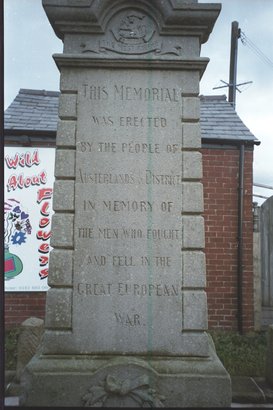 THIS MEMORIAL
WAS ERECTED
BY THE PEOPLE OF
AUSTERLANDS & DISTRICT
IN MEMORY OF
THE MEN WHO FOUGHT
AND FELL IN THE
GREAT EUROPEAN
WAR.
Wild
About
Flowers